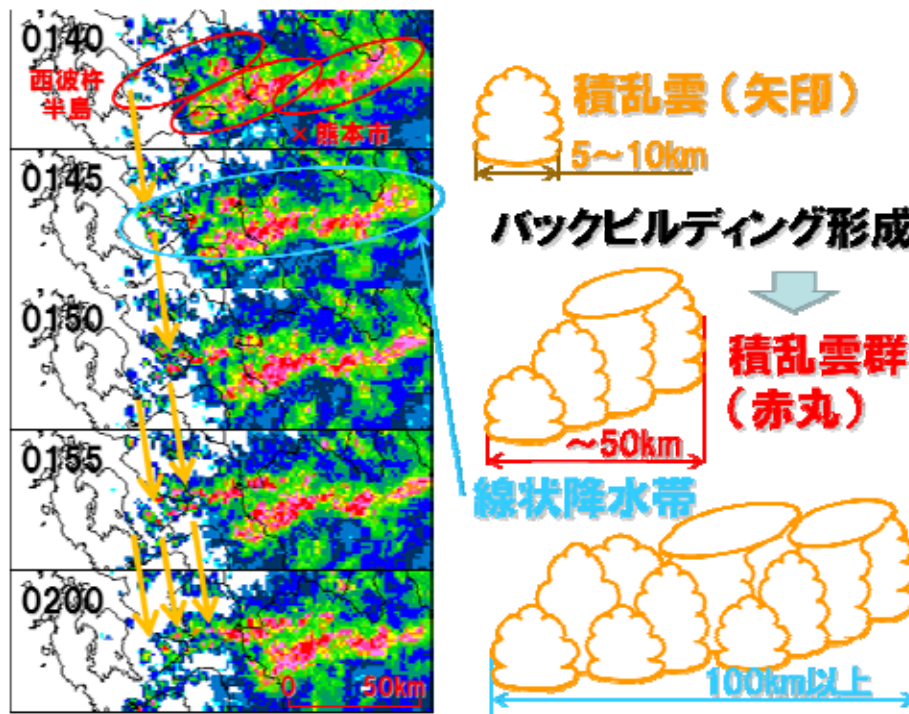 0140
西彼杵
半島
×熊本市
0145
0150
0155
0200
0 50km
積乱雲（矢印）
5～10km
バックビルディング形成
積乱雲群
（赤丸）
～50km
線状降水帯
100km以上